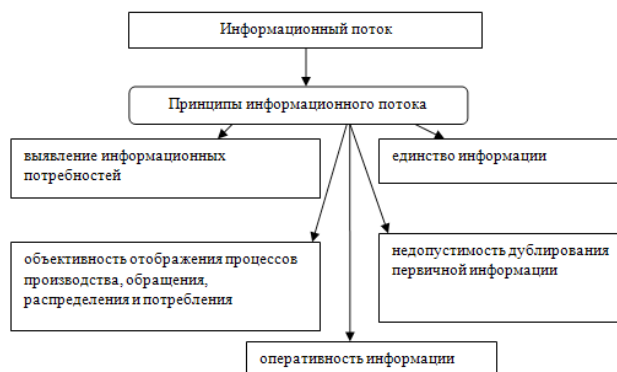 Информационный поток
Принципы информационного потока
выявление информационных
потребностей
единство информации
объективность отображения процессов
производства, обращения,
распределения и потребления
недопустимость дублирования
первичной информации
оперативность информации